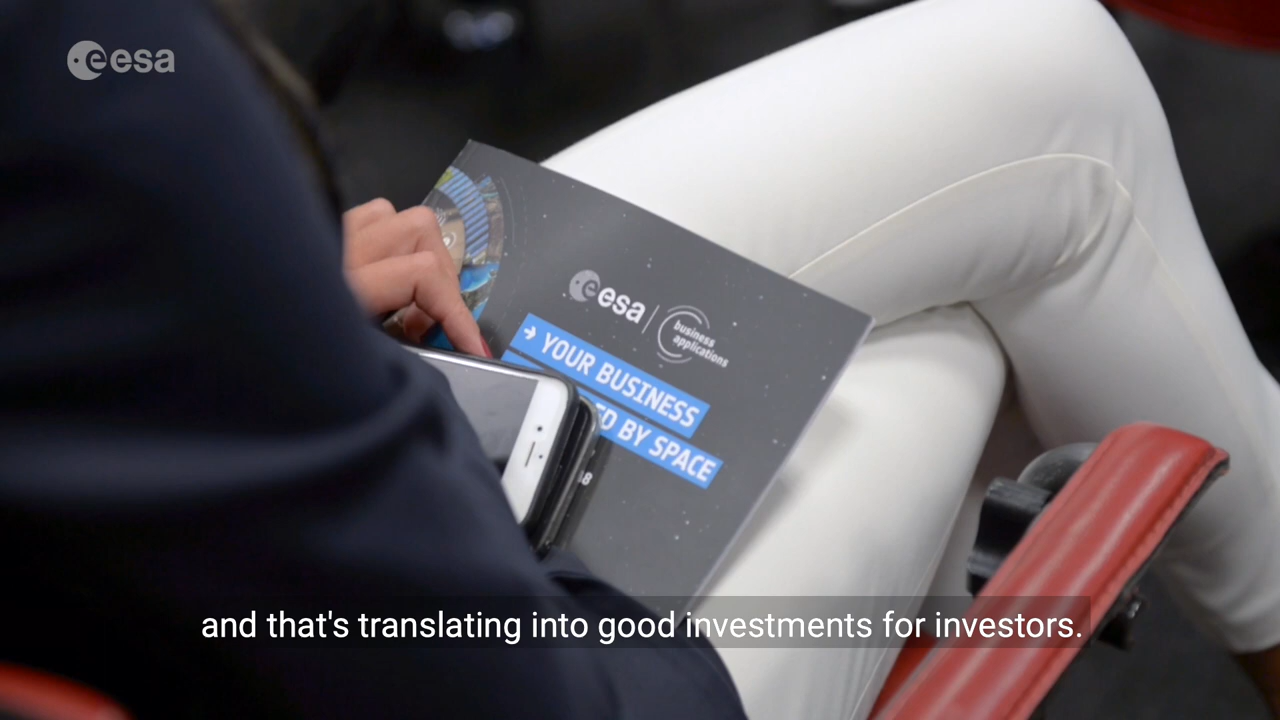 esa
esa
business
applications
→ YOUR BUSINESS
BY SPACE
and that's translating into good investments for investors.